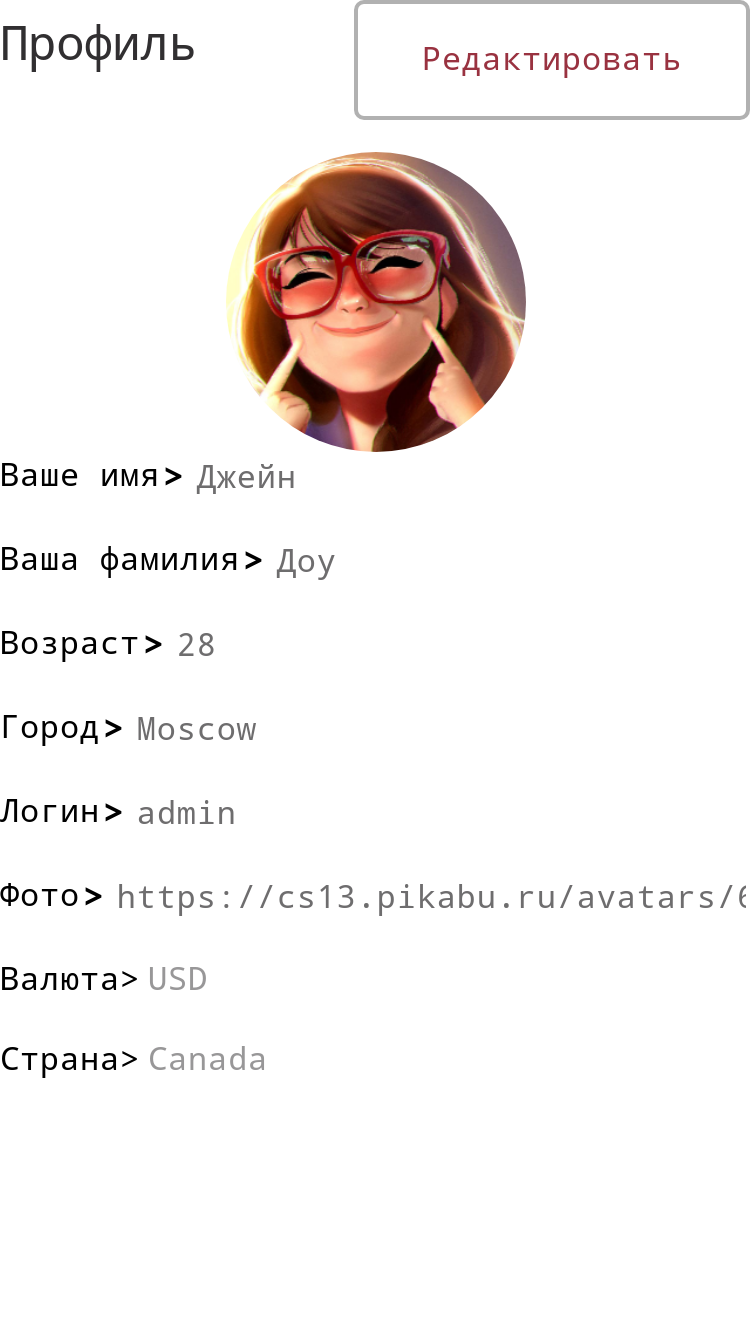 Профиль
Редактировать
Ваше имя> Джейн
Ваша фамилия> Доу
Возраст> 28
Город> Moscow
Логин> admin
Фото> https://cs13.pikabu.ru/avatars/
Валюта> USD
Страна> Canada